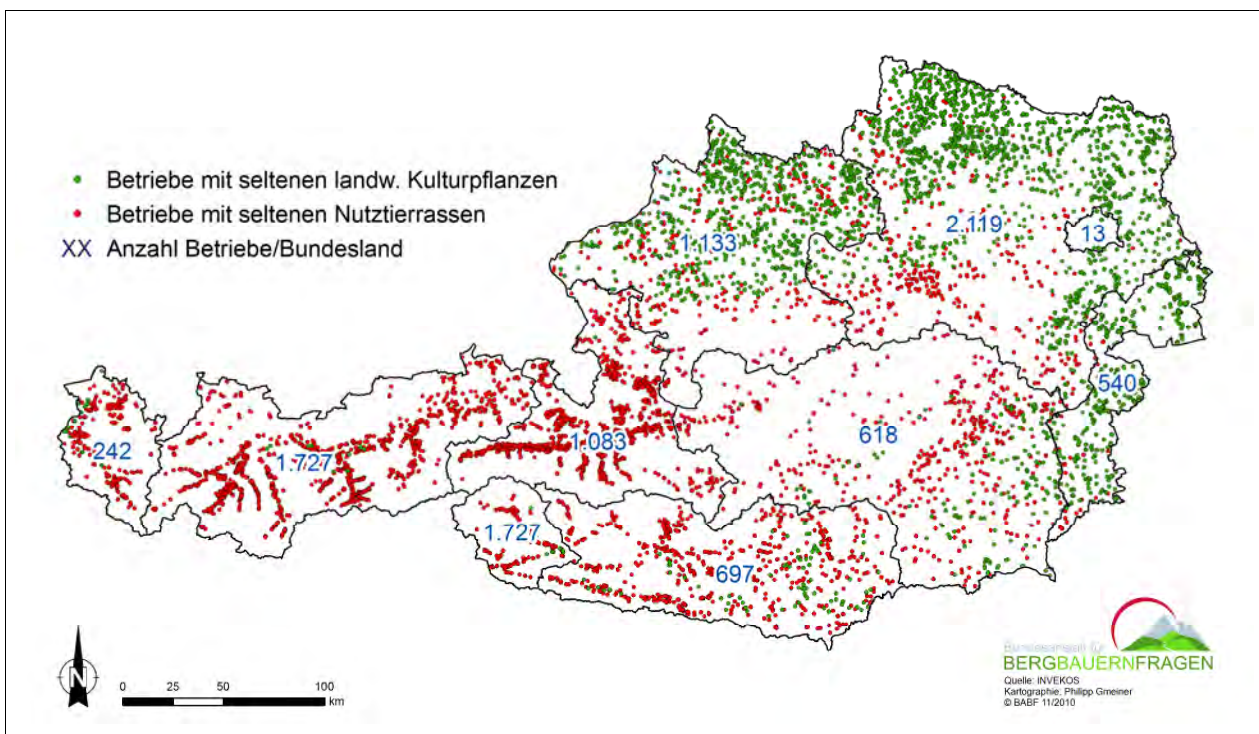 Betriebe mit seltenen landw. Kulturpflanzen
Betriebe mit seltenen Nutztierrassen
XX Anzahl Betriebe/Bundesland
1.133
2.119
13
540
242
1.727
1.083
618
1.727
697
N
0 25 50 100
km
Bundesanstalt für
BERGBAUERNFRAGEN
Quelle: INVEKOS
Kartographie: Philipp Gmeiner
© BABF 11/2010